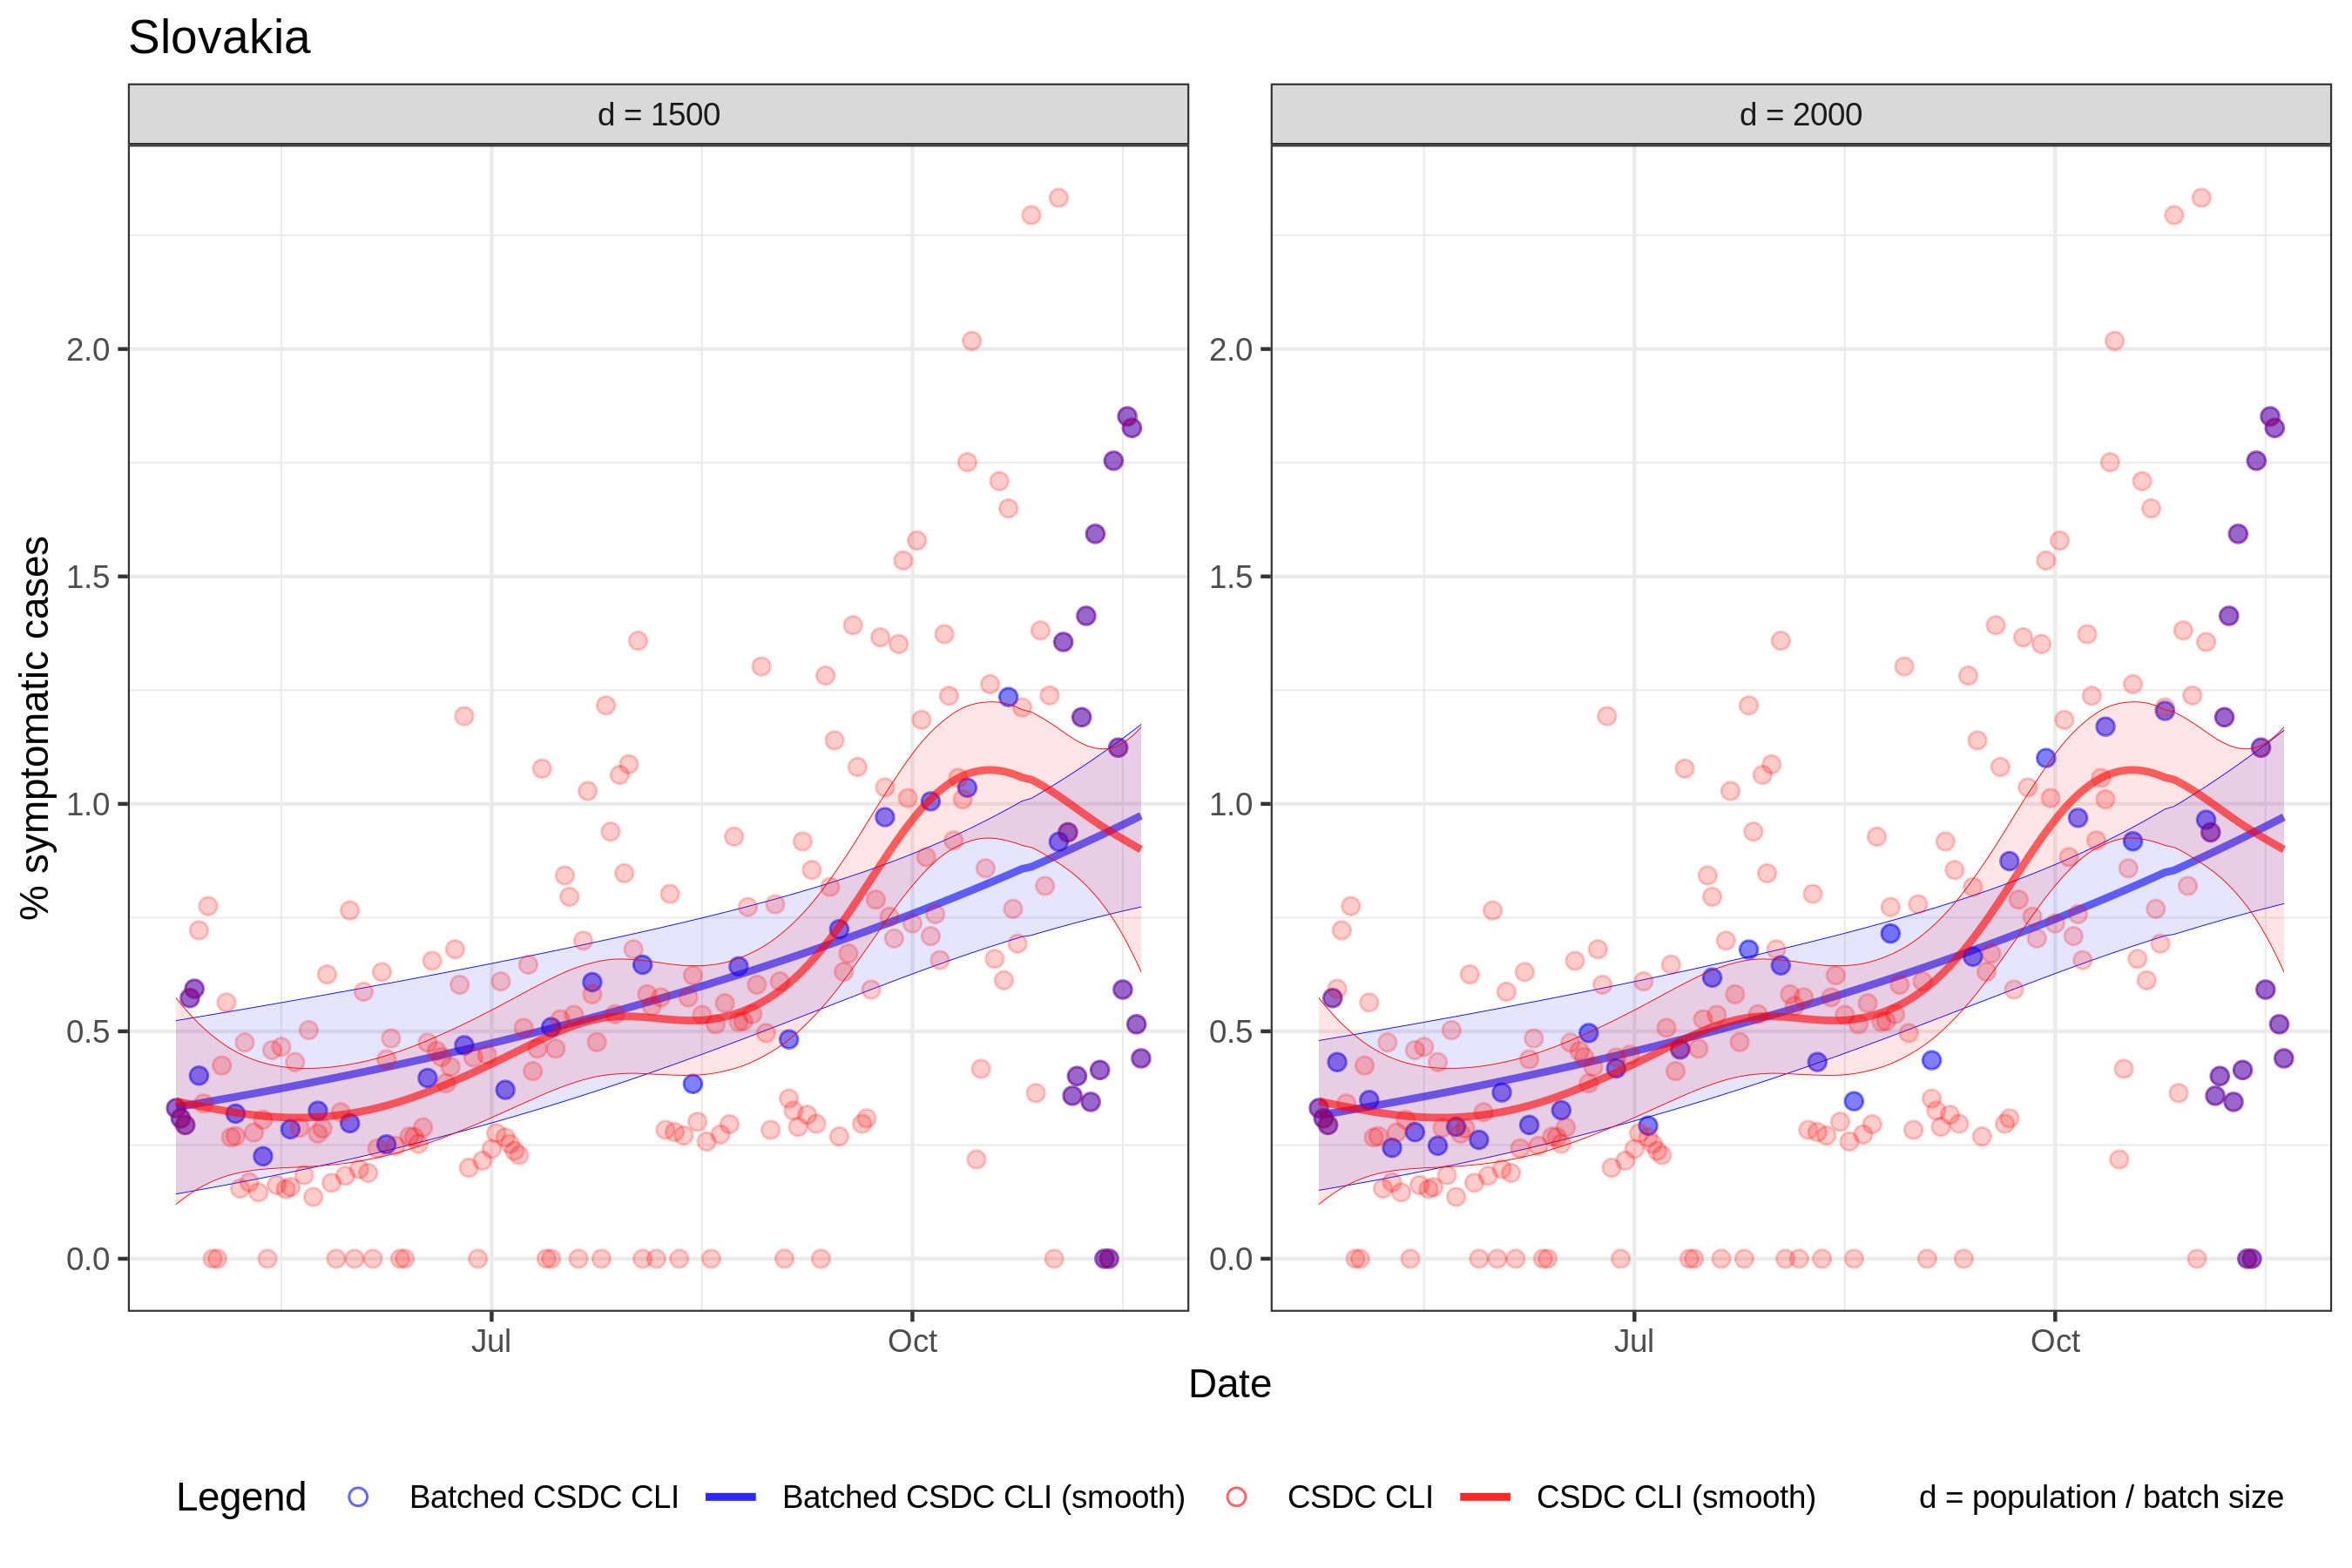 Slovakia
d = 1500
d = 2000
% symptomatic cases
2.0
1.5
1.0
0.5
0.0
2.0
1.5
1.0
0.5
0.0
Jul
Oct
Jul
Oct
Date
Legend
Batched CSDC CLI
Batched CSDC CLI (smooth)
CSDC CLI
CSDC CLI (smooth)
d = population / batch size